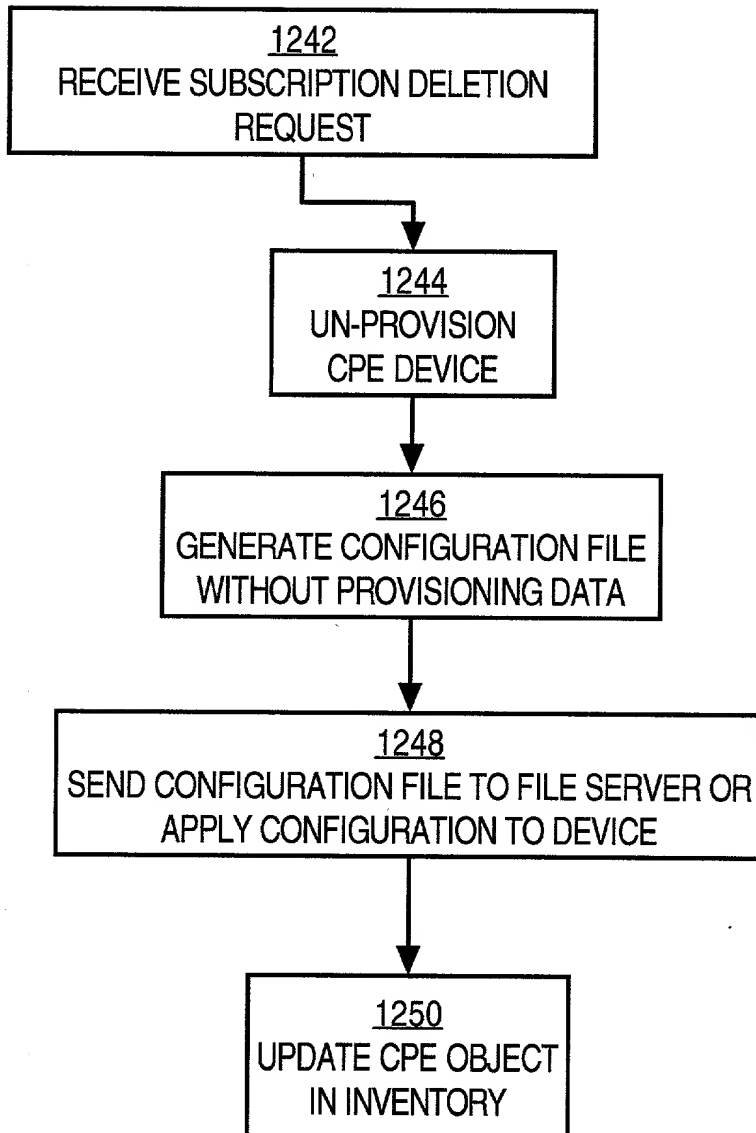 1242
RECEIVE SUBSCRIPTION DELETION
REQUEST
1244
UN-PROVISION
CPE DEVICE
1246
GENERATE CONFIGURATION FILE
WITHOUT PROVISIONING DATA
1248
SEND CONFIGURATION FILE TO FILE SERVER OR
APPLY CONFIGURATION TO DEVICE
1250
UPDATE CPE OBJECT
IN INVENTORY